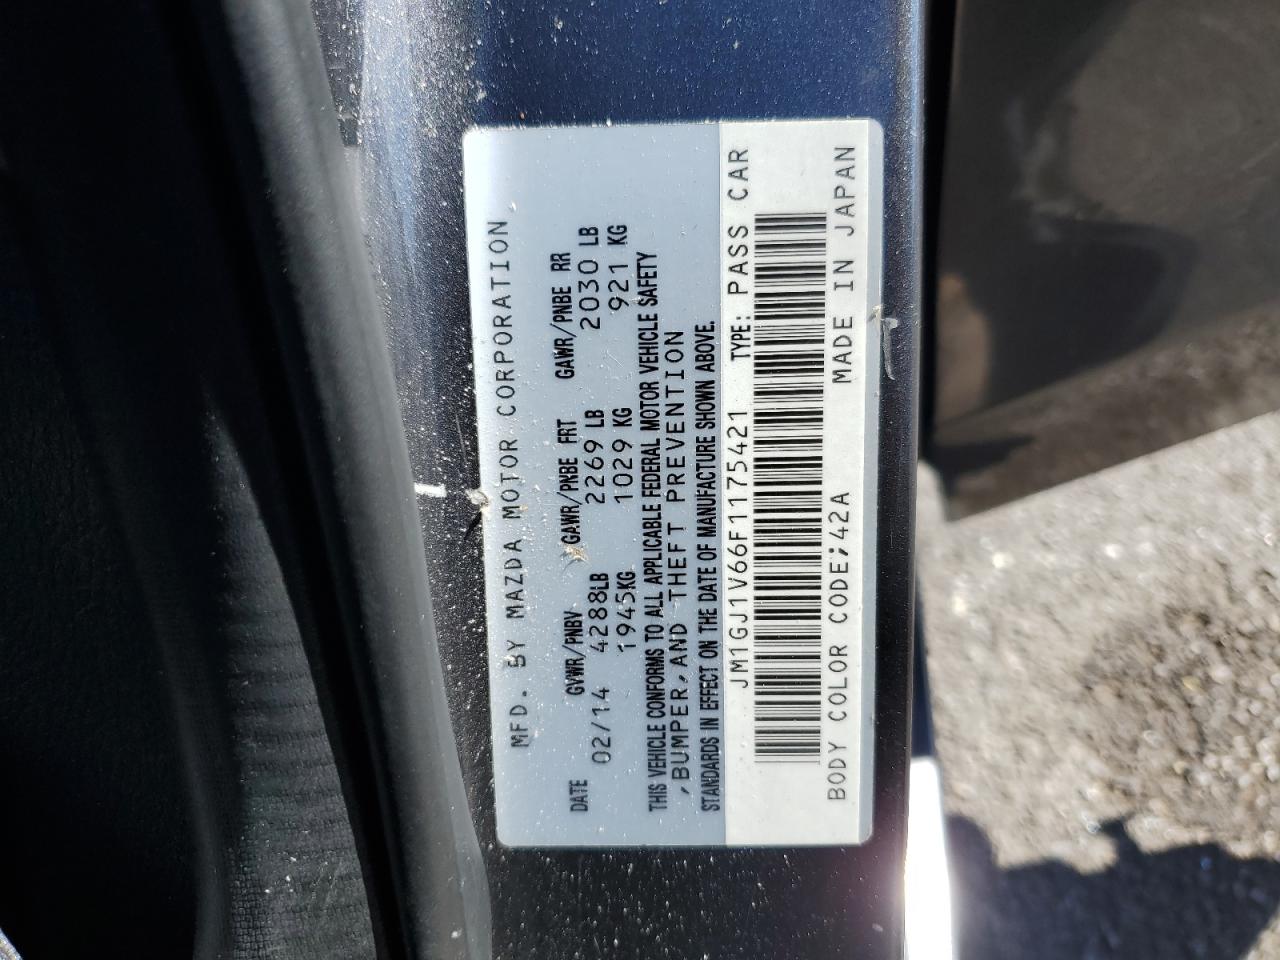 MFD. BY MAZDA MOTOR CORPORATION
DATE GVWR/PNBV GAWR/PNBE FRT GAWR/PNBE RR
02/14 4288LB 2269 LB 2030 LB
1945KG 1029 KG 921 KG
THIS VEHICLE CONFORMS TO ALL APPLICABLE FEDERAL MOTOR VEHICLE SAFETY
,BUMPER,AND THEFT PREVENTION
STANDARDS IN EFFECT ON THE DATE OF MANUFACTURE SHOWN ABOVE.
JM1GJ1V66F1175421 TYPE: PASS CAR
BODY COLOR CODE;42A MADE IN JAPAN